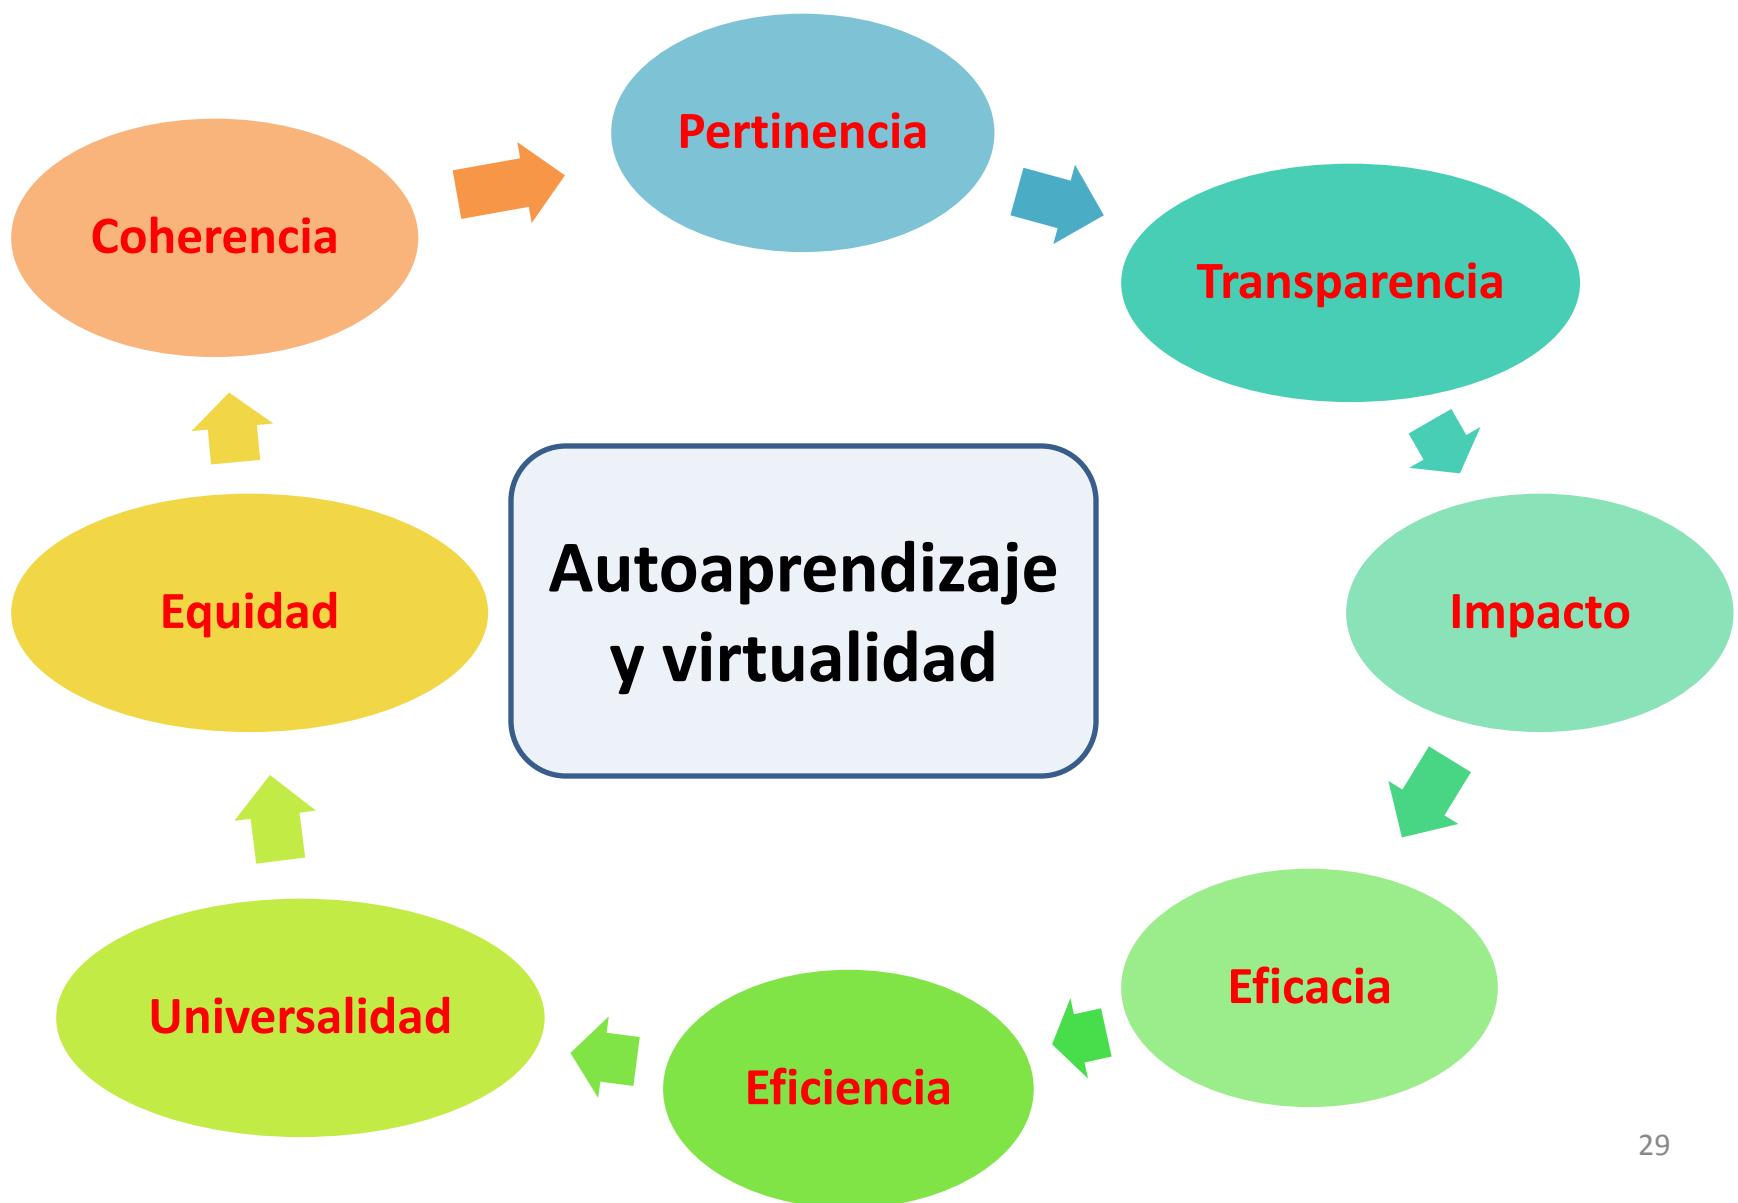 Pertinencia
Transparencia
Impacto
Eficacia
Eficiencia
Universalidad
Equidad
Coherencia
Autoaprendizaje
y virtualidad
29